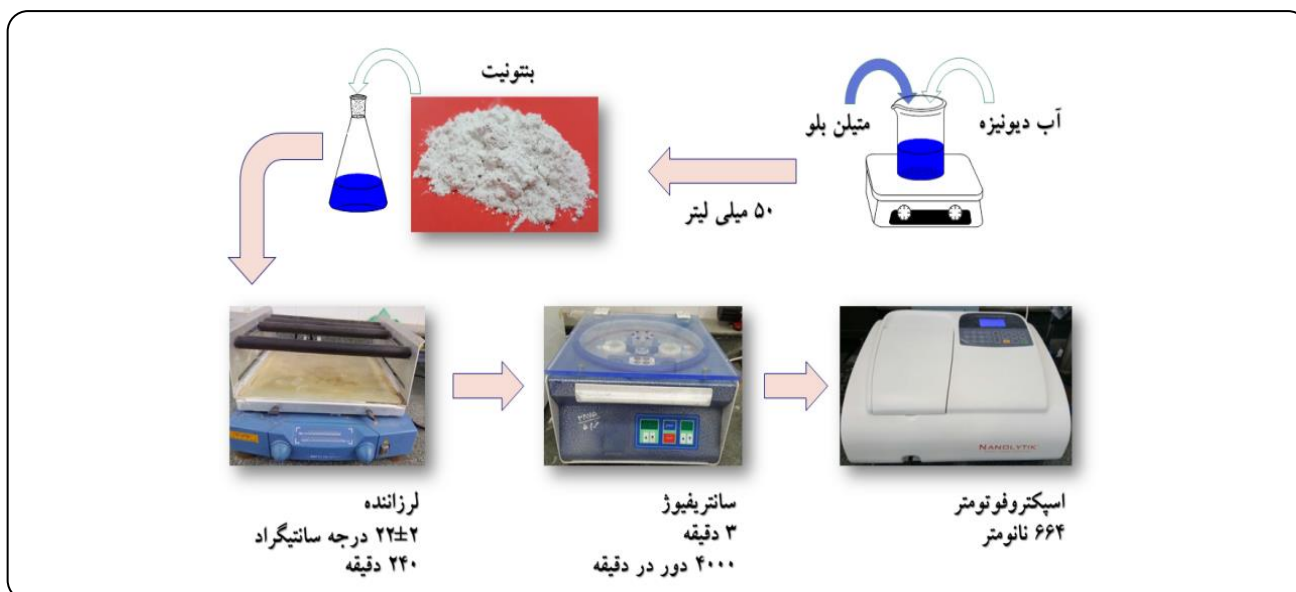 بنتونیت
متیلن بلو
آب دیونیزه
۵۰ میلی لیتر
NANOLYTIK
لرزاننده
۲۲±۲ درجه سانتیگراد
۲۴۰ دقیقه
سانتریفیوژ
۳ دقیقه
۴۰۰۰ دور در دقیقه
اسپکتروفوتومتر
۶۶۴ نانومتر